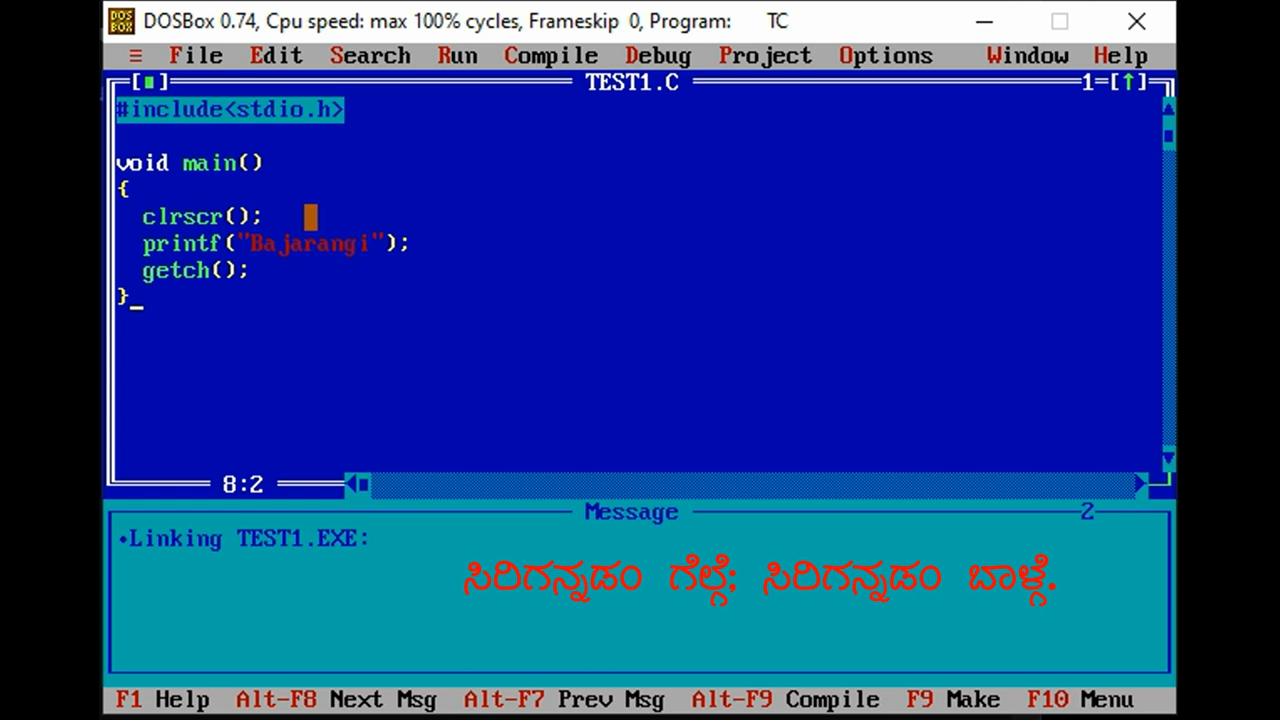 DOSBox 0.74, Cpu speed: max 100% cycles, Frameskip 0, Program: TC
≡ File Edit Search Run Compile Debug Project Options Window Help
[■] TEST1.C 1=[↑]
#include<stdio.h>
void main()
{
clrscr();
printf("Bajarangi");
getch();
}_
8:2
Message 2
•Linking TEST1.EXE:
ಸಿರಿಗನ್ನಡಂ ಗೆಲ್ಗೆ; ಸಿರಿಗನ್ನಡಂ ಬಾಳ್ಗೆ.
F1 Help Alt-F8 Next Msg Alt-F7 Prev Msg Alt-F9 Compile F9 Make F10 Menu